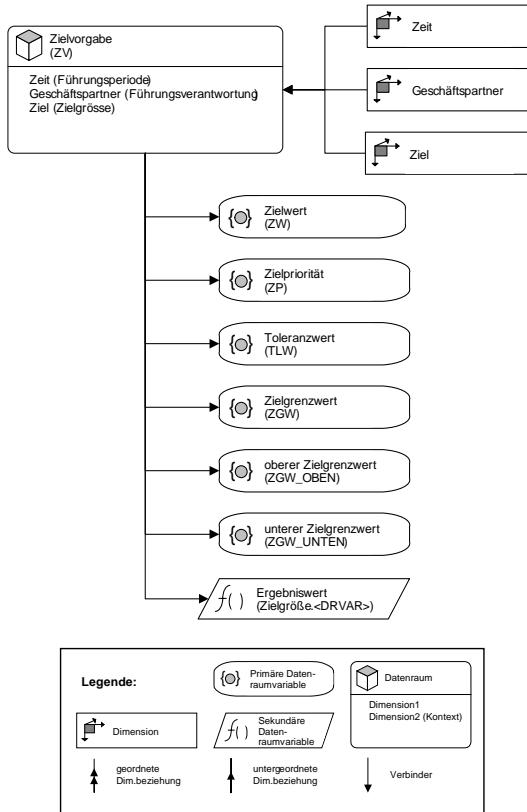 Zielvorgabe
(ZV)
Zeit (Führungsperiode)
Geschäftspartner (Führungsverantwortung)
Ziel (Zielgrösse)
Zeit
Geschäftspartner
Ziel
{ } Zielwert
(ZW)
{ } Zielpriorität
(ZP)
{ } Toleranzwert
(TLW)
{ } Zielgrenzwert
(ZGW)
{ } oberer Zielgrenzwert
(ZGW_OBEN)
{ } unterer Zielgrenzwert
(ZGW_UNTEN)
f( ) Ergebniswert
(Zielgröße.<DRVAR>)
Legende:
{ } Primäre Daten-
raumvariable
Datenraum
Dimension1
Dimension2 (Kontext)
Dimension
f( ) Sekundäre
Daten-
raumvariable
geordnete
Dim.beziehung
untergeordnete
Dim.beziehung
Verbinder